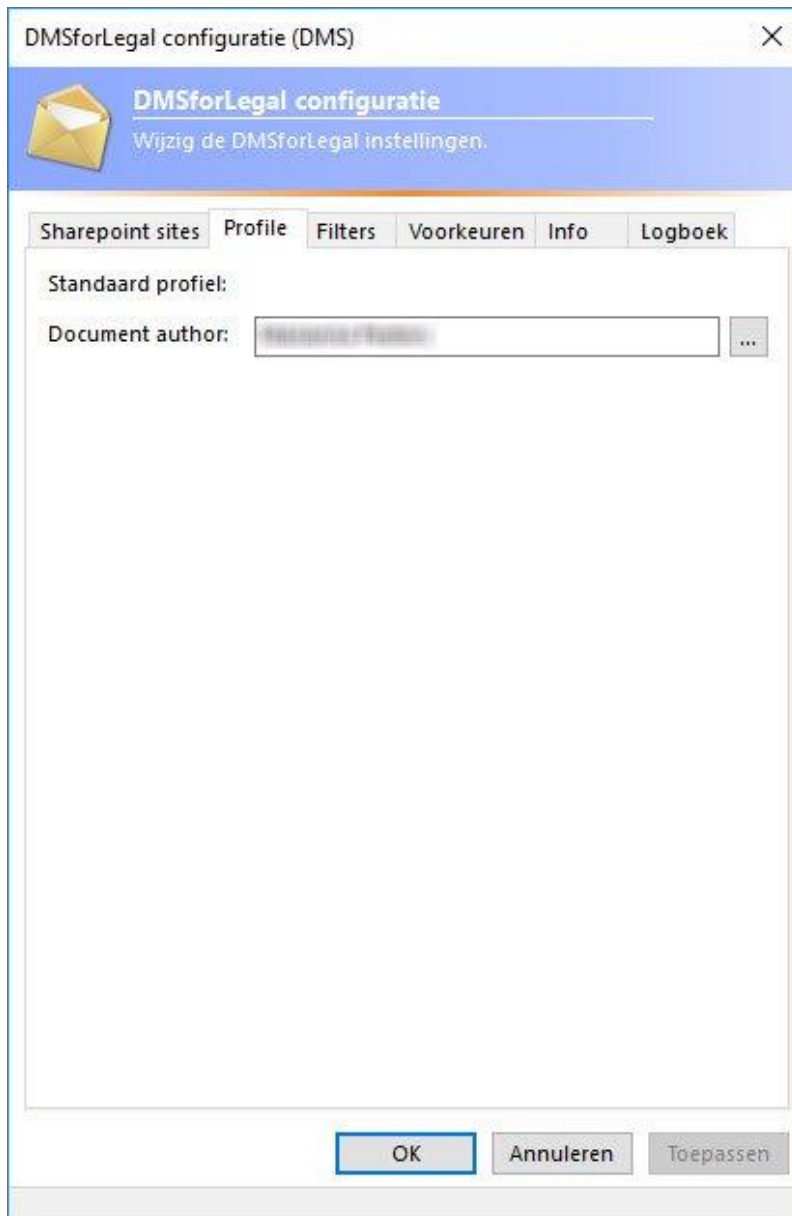 DMSforLegal configuratie (DMS)
DMSforLegal configuratie
Wijzig de DMSforLegal instellingen.
Sharepoint sites Profile Filters Voorkeuren Info Logboek
Standaard profiel:
Document author: ...
OK Annuleren Toepassen